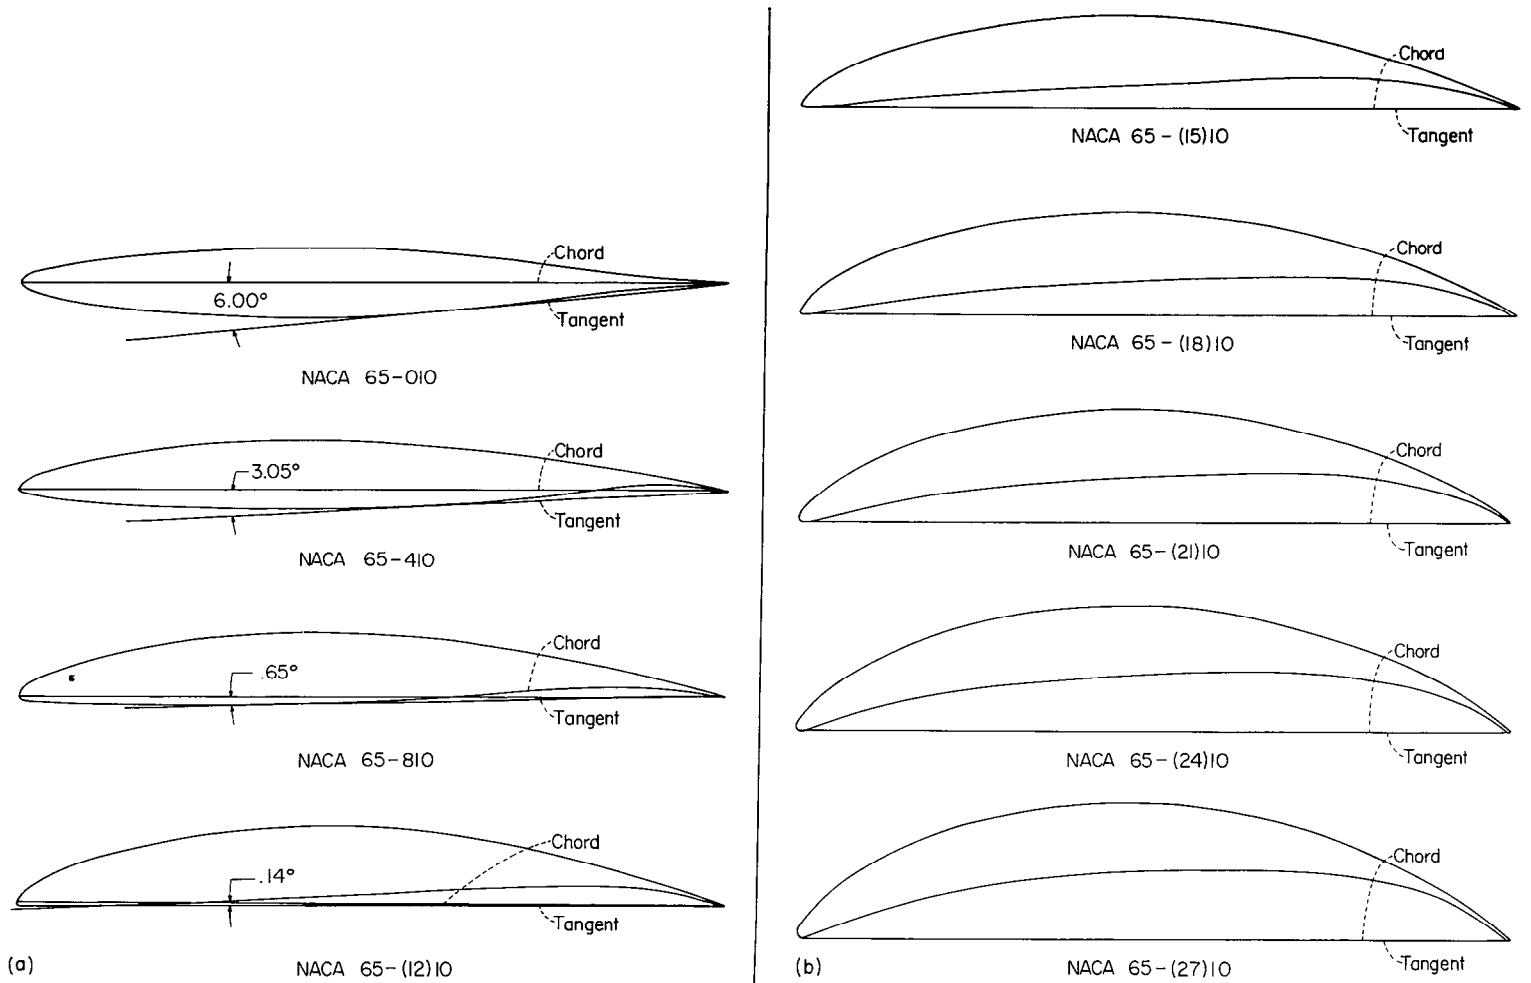 Chord
6.00°
Tangent
NACA 65-010
Chord
3.05°
Tangent
NACA 65-410
Chord
.65°
Tangent
NACA 65-810
Chord
.14°
Tangent
(a)
NACA 65-(12)10
Chord
Tangent
NACA 65-(15)10
Chord
Tangent
NACA 65-(18)10
Chord
Tangent
NACA 65-(21)10
Chord
Tangent
NACA 65-(24)10
Chord
Tangent
(b)
NACA 65-(27)10